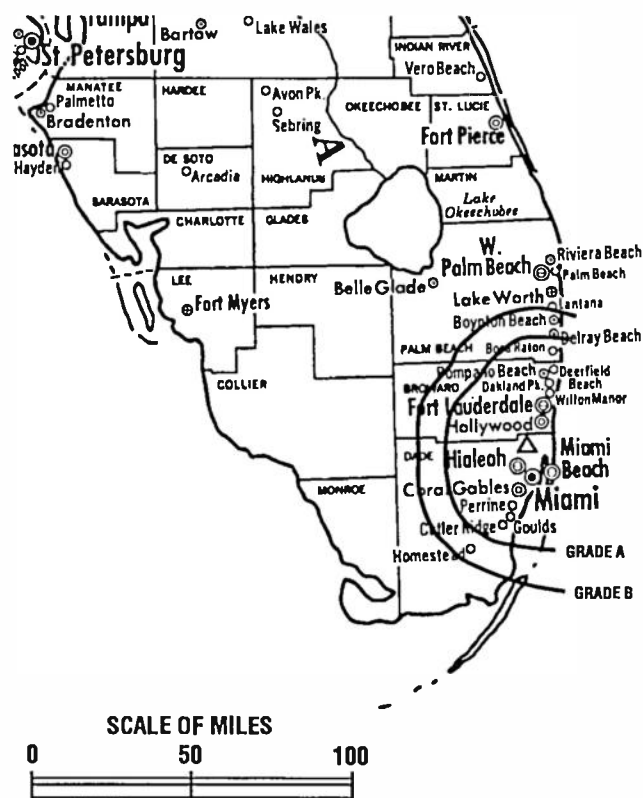 Tampa
Bartow
Lake Wales
St. Petersburg
INDIAN RIVER
Vero Beach
MANATEE
HARDEE
Avon Pk.
OKEECHOBEE
ST. LUCIE
Palmetto
Bradenton
Sebring
Fort Pierce
asota
Hayden
DE SOTO
Arcadia
A
HIGHLANDS
MARTIN
SARASOTA
Lake
Okeechubee
CHARLOTTE
GLADES
W.
Palm Beach
Riviera Beach
Palm Beach
LEE
HENDRY
Belle Glade
Lake Worth
Lantana
Fort Myers
Boynton Beach
Delray Beach
PALM BEACH
Boca Raton
Pompano Beach
Deerfield
Beach
COLLIER
BROWARD
Oakland Pk.
Wilton Manor
Fort Lauderdale
Hollywood
DADE
Hialeah
Miami
Beach
MONROE
Coral Gables
Miami
Perrine
Cutler Ridge
Goulds
Homestead
GRADE A
GRADE B
SCALE OF MILES
0 50 100